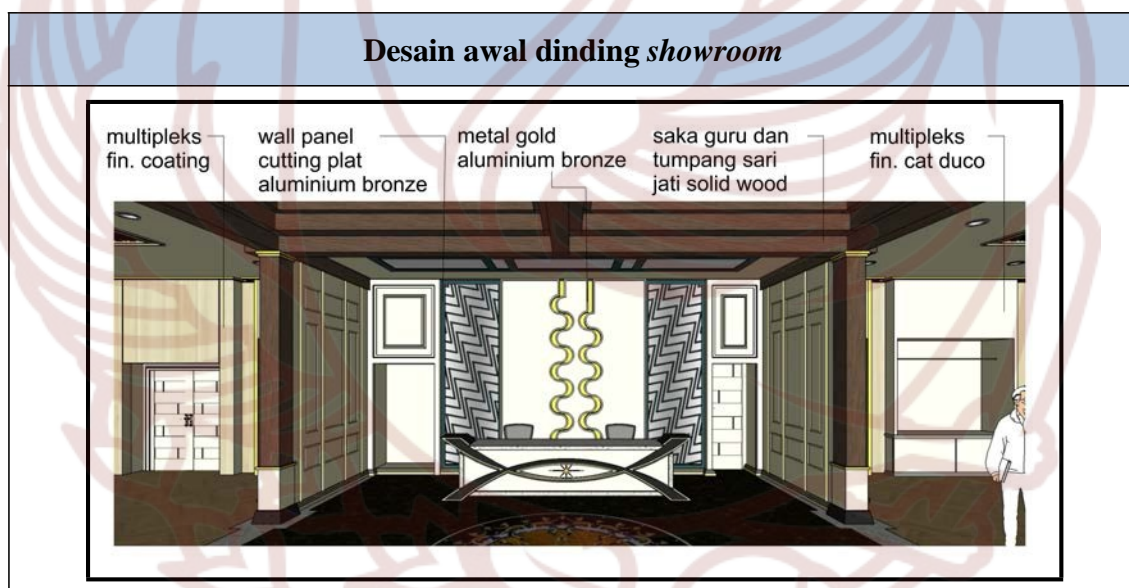 Desain awal dinding showroom
multipleks
fin. coating
wall panel
cutting plat
aluminium bronze
metal gold
aluminium bronze
saka guru dan
tumpang sari
jati solid wood
multipleks
fin. cat duco